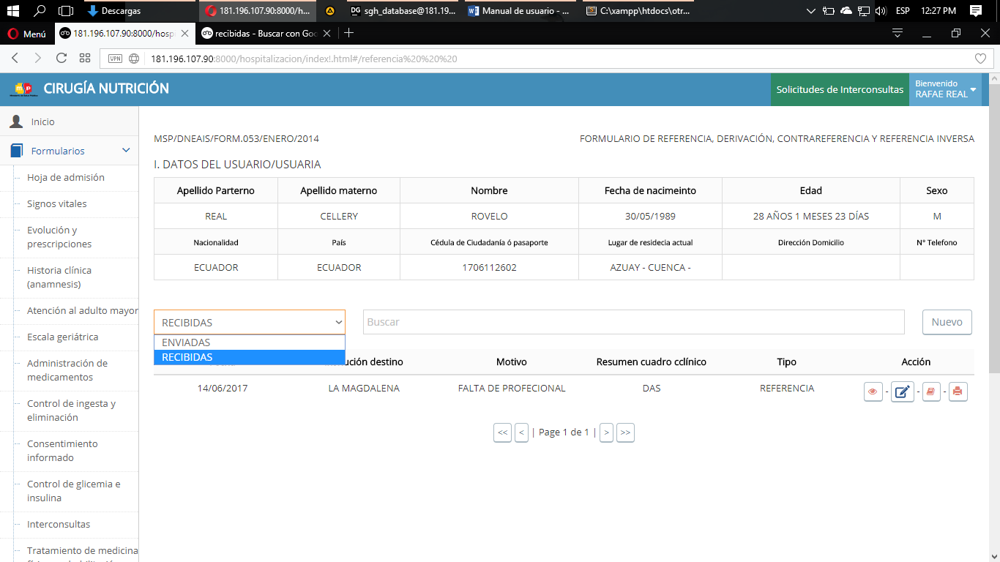 Descargas
181.196.107.90:8000/h...
sgh_database@181.19...
Manual de usuario - ...
C:\xampp\htdocs\otr...
ESP
12:27 PM
Menú
181.196.107.90:8000/hosp
recibidas - Buscar con Goo
VPN
181.196.107.90:8000/hospitalizacion/index!.html#/referencia%20%20%20
CIRUGÍA NUTRICIÓN
Solicitudes de Interconsultas
Bienvenido
RAFAE REAL
Inicio
Formularios
Hoja de admisión
Signos vitales
Evolución y
prescripciones
Historia clínica
(anamnesis)
Atención al adulto mayor
Escala geriátrica
Administración de
medicamentos
Control de ingesta y
eliminación
Consentimiento
informado
Control de glicemia e
insulina
Interconsultas
Tratamiento de medicina
MSP/DNEAIS/FORM.053/ENERO/2014
FORMULARIO DE REFERENCIA, DERIVACIÓN, CONTRAREFERENCIA Y REFERENCIA INVERSA
I. DATOS DEL USUARIO/USUARIA
Apellido Parterno Apellido materno Nombre Fecha de nacimeinto Edad Sexo
REAL CELLERY ROVELO 30/05/1989 28 AÑOS 1 MESES 23 DÍAS M
Nacionalidad País Cédula de Ciudadanía ó pasaporte Lugar de residecia actual Dirección Domicilio N° Telefono
ECUADOR ECUADOR 1706112602 AZUAY - CUENCA -
RECIBIDAS
Buscar
Nuevo
ENVIADAS
RECIBIDAS
destino Motivo Resumen cuadro cclínico Tipo Acción
14/06/2017 LA MAGDALENA FALTA DE PROFECIONAL DAS REFERENCIA - - -
<< < | Page 1 de 1 | > >>